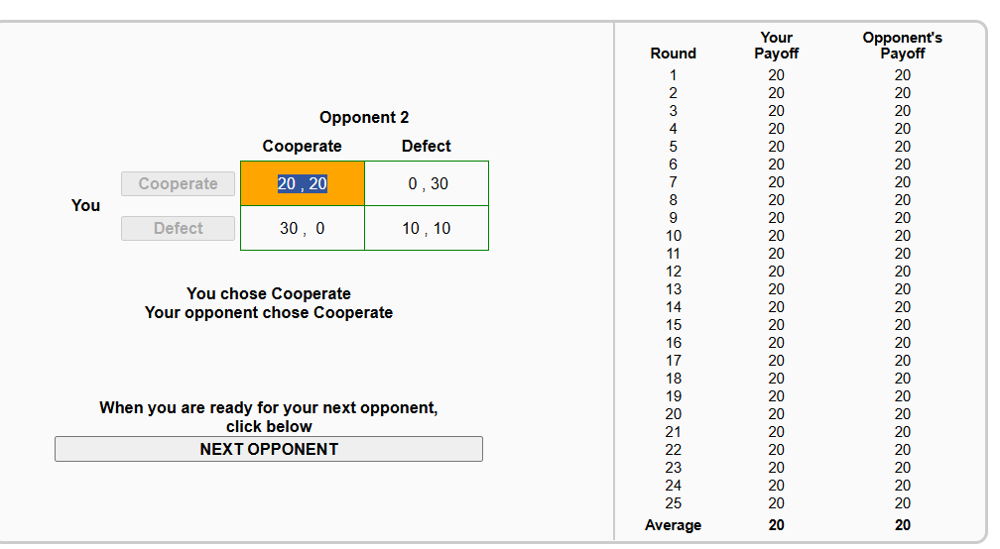 Opponent 2
Cooperate Defect
Cooperate 20 , 20 0 , 30
You
Defect 30 , 0 10 , 10
You chose Cooperate
Your opponent chose Cooperate
When you are ready for your next opponent,
click below
NEXT OPPONENT
Your Opponent's
Round Payoff Payoff
1 20 20
2 20 20
3 20 20
4 20 20
5 20 20
6 20 20
7 20 20
8 20 20
9 20 20
10 20 20
11 20 20
12 20 20
13 20 20
14 20 20
15 20 20
16 20 20
17 20 20
18 20 20
19 20 20
20 20 20
21 20 20
22 20 20
23 20 20
24 20 20
25 20 20
Average 20 20